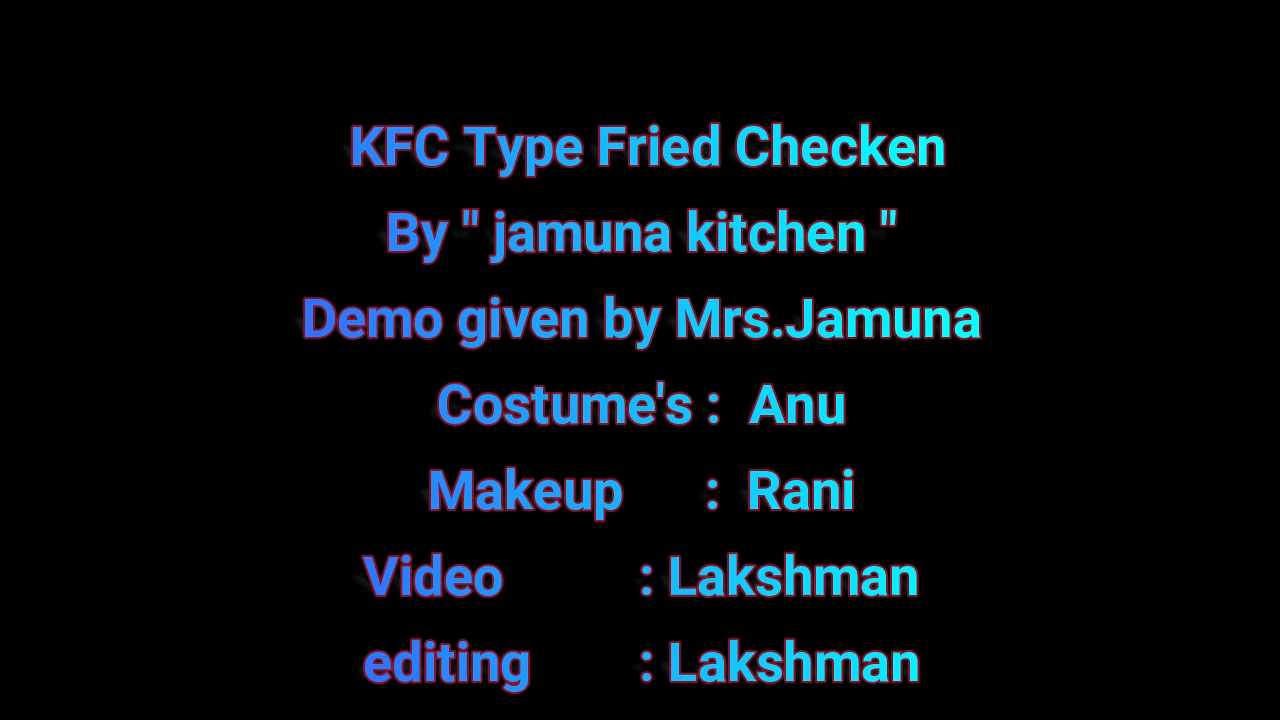 KFC Type Fried Checken
By " jamuna kitchen "
Demo given by Mrs.Jamuna
Costume's : Anu
Makeup : Rani
Video : Lakshman
editing : Lakshman